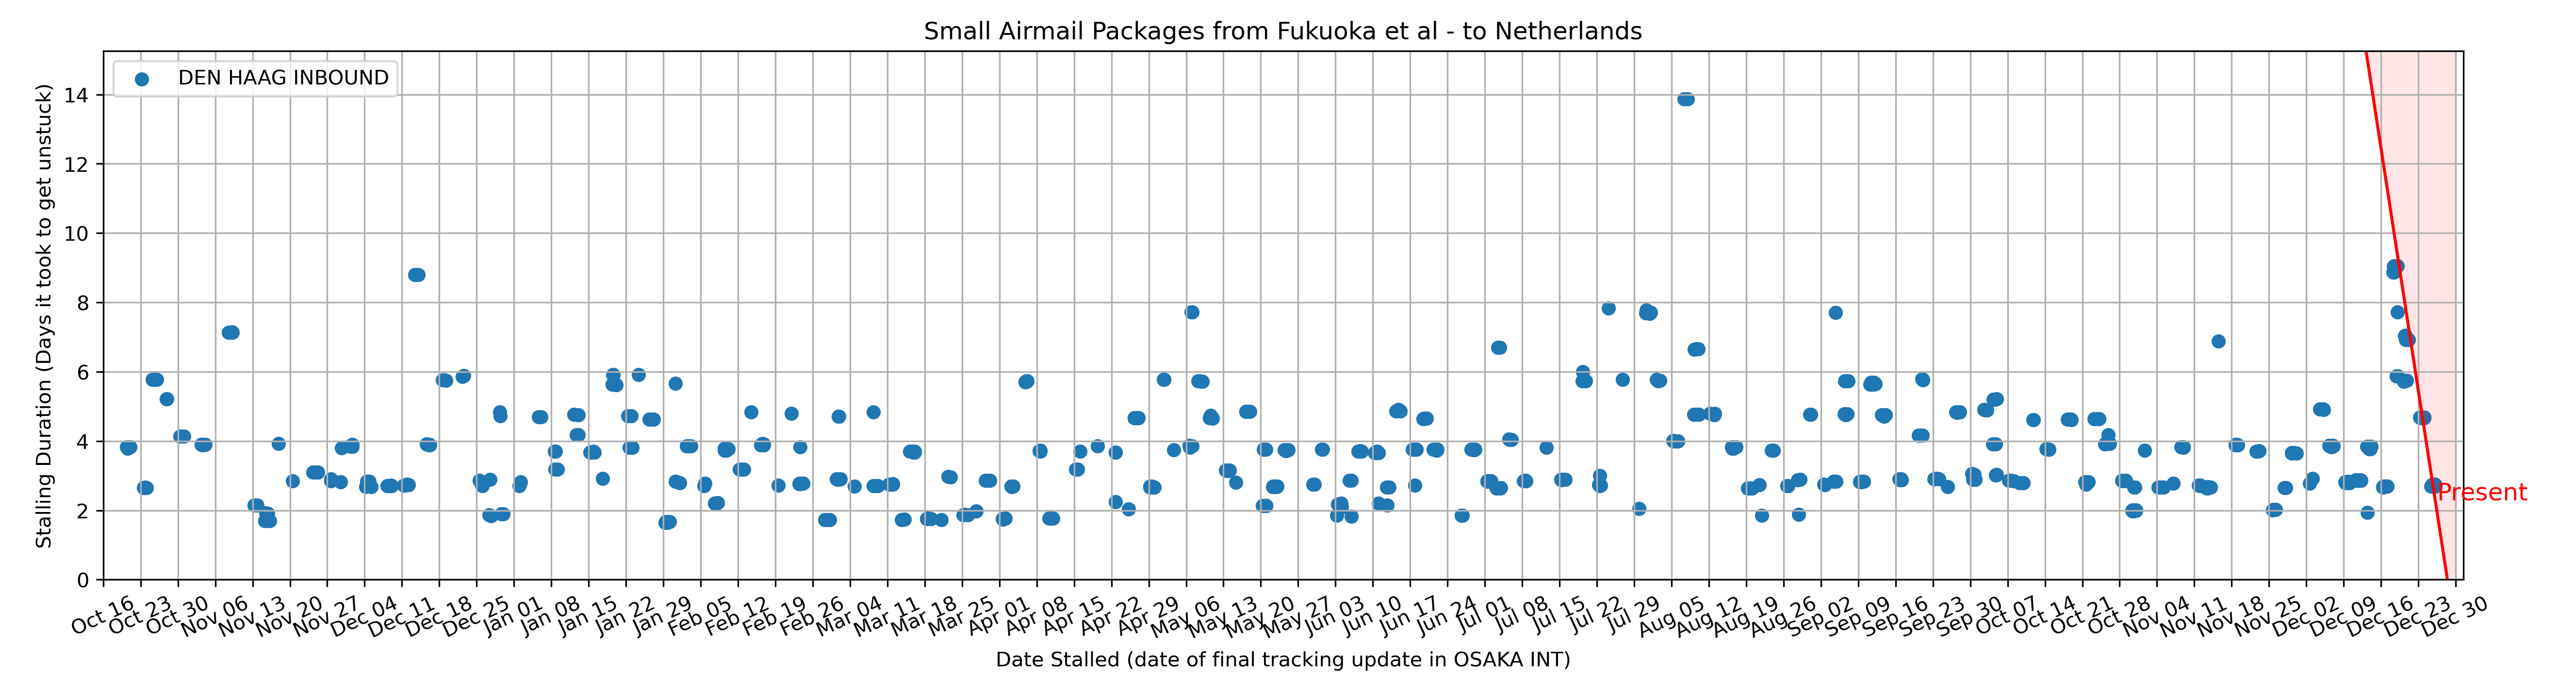 Small Airmail Packages from Fukuoka et al - to Netherlands
DEN HAAG INBOUND
Stalling Duration (Days it took to get unstuck)
14
12
10
8
6
4
2
0
Present
Oct 16
Oct 23
Oct 30
Nov 06
Nov 13
Nov 20
Nov 27
Dec 04
Dec 11
Dec 18
Dec 25
Jan 01
Jan 08
Jan 15
Jan 22
Jan 29
Feb 05
Feb 12
Feb 19
Feb 26
Mar 04
Mar 11
Mar 18
Mar 25
Apr 01
Apr 08
Apr 15
Apr 22
Apr 29
May 06
May 13
May 20
May 27
Jun 03
Jun 10
Jun 17
Jun 24
Jul 01
Jul 08
Jul 15
Jul 22
Jul 29
Aug 05
Aug 12
Aug 19
Aug 26
Sep 02
Sep 09
Sep 16
Sep 23
Sep 30
Oct 07
Oct 14
Oct 21
Oct 28
Nov 04
Nov 11
Nov 18
Nov 25
Dec 02
Dec 09
Dec 16
Dec 23
Dec 30
Date Stalled (date of final tracking update in OSAKA INT)